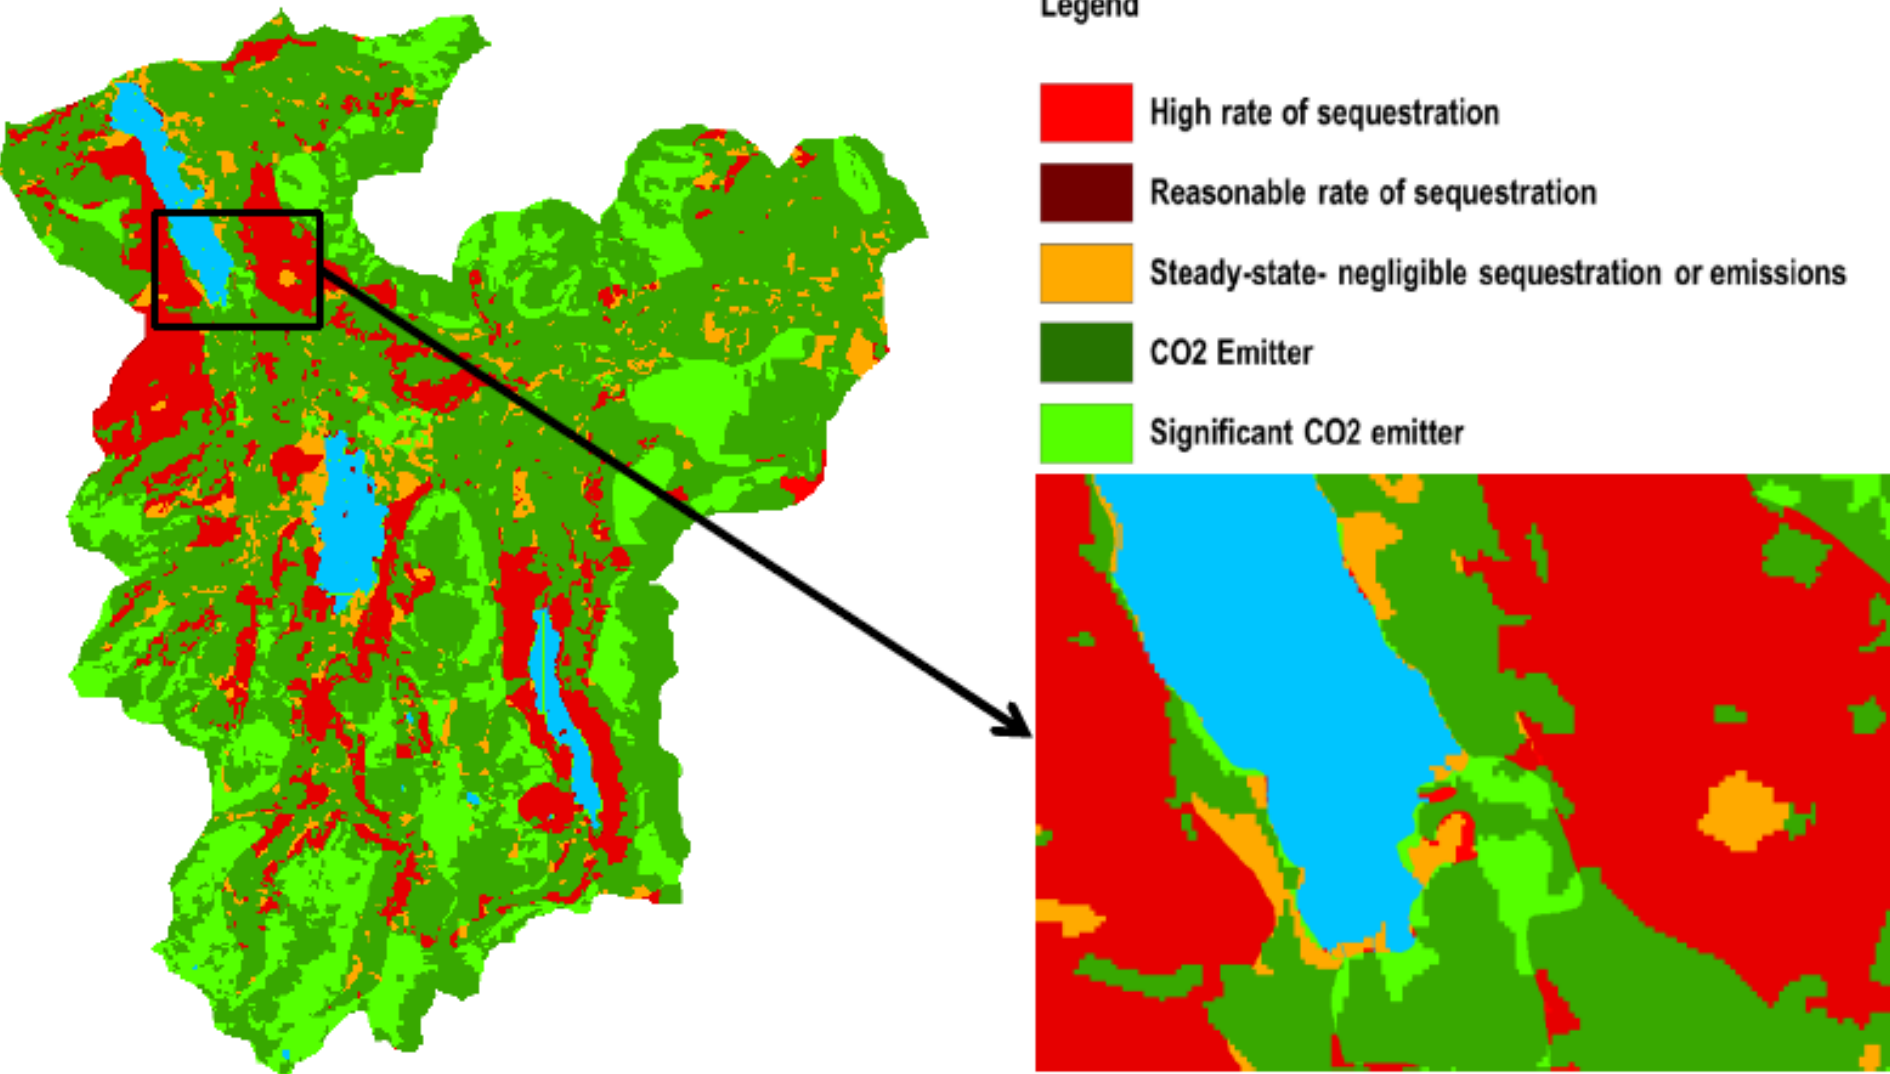 Legend
High rate of sequestration
Reasonable rate of sequestration
Steady-state- negligible sequestration or emissions
CO2 Emitter
Significant CO2 emitter